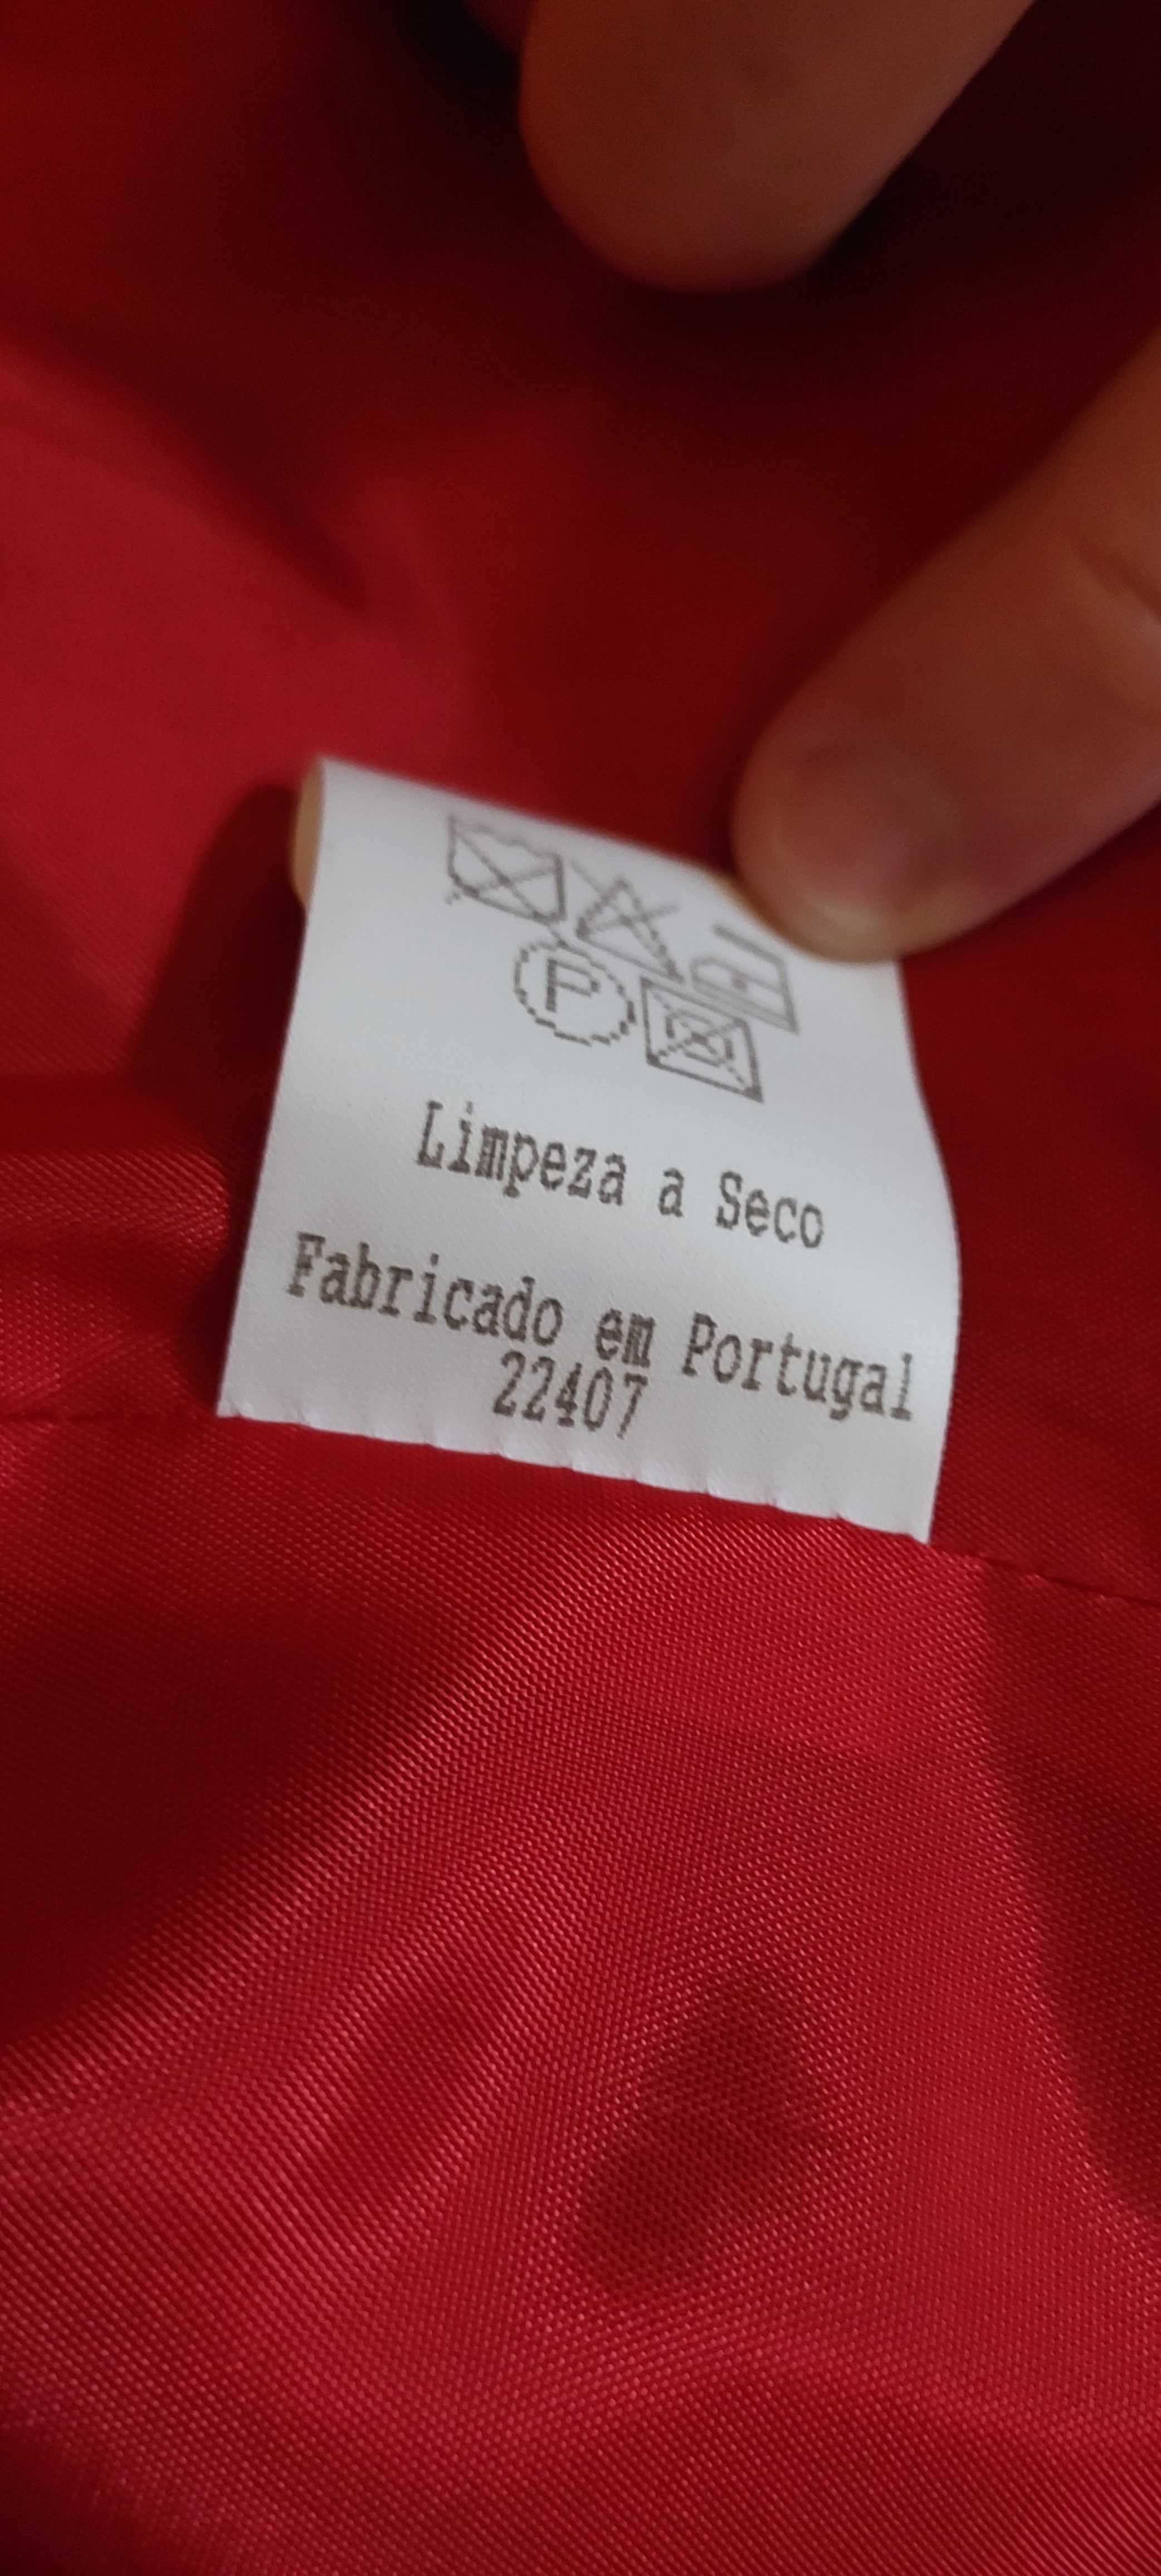 P
Limpeza a Seco
Fabricado em Portugal
22407